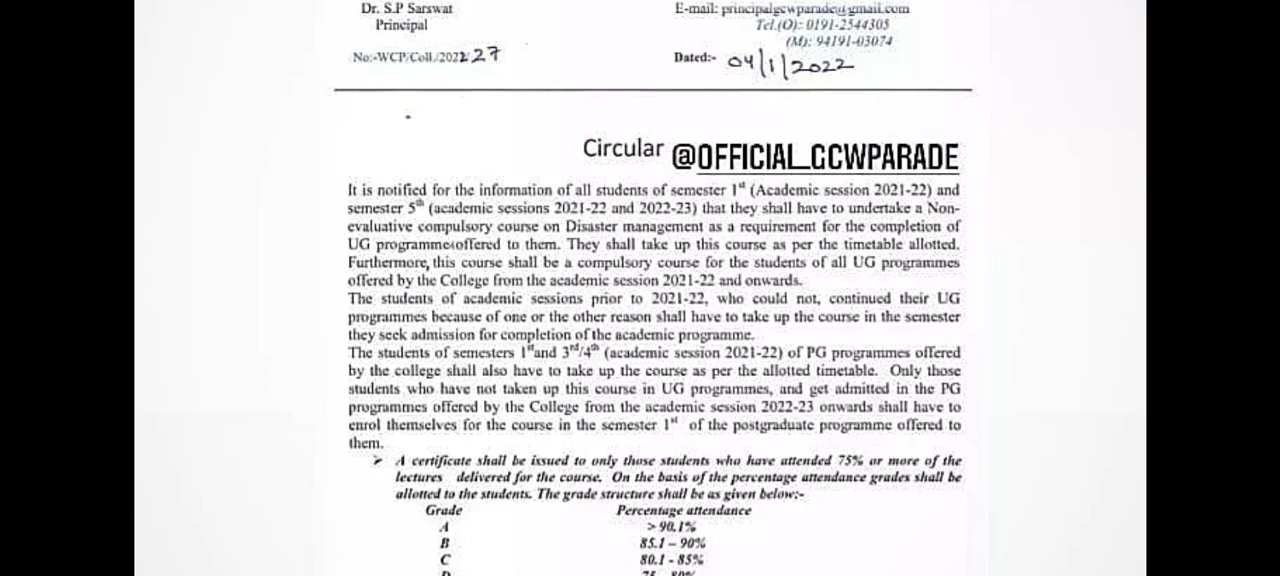 Dr. S.P Sarswat
Principal
No:-WCP/Coll/2022/27
E-mail: principalgcwparade@gmail.com
Tel.(O): 0191-2544305
(M): 94191-03074
Dated:- 04/1/2022
Circular @OFFICIAL_GCWPARADE
It is notified for the information of all students of semester 1st (Academic session 2021-22) and
semester 5th (academic sessions 2021-22 and 2022-23) that they shall have to undertake a Non-
evaluative compulsory course on Disaster management as a requirement for the completion of
UG programmes offered to them. They shall take up this course as per the timetable allotted.
Furthermore, this course shall be a compulsory course for the students of all UG programmes
offered by the College from the academic session 2021-22 and onwards.
The students of academic sessions prior to 2021-22, who could not, continued their UG
programmes because of one or the other reason shall have to take up the course in the semester
they seek admission for completion of the academic programme.
The students of semesters 1st and 3rd/4th (academic session 2021-22) of PG programmes offered
by the college shall also have to take up the course as per the allotted timetable. Only those
students who have not taken up this course in UG programmes, and get admitted in the PG
programmes offered by the College from the academic session 2022-23 onwards shall have to
enrol themselves for the course in the semester 1st of the postgraduate programme offered to
them.
➢ A certificate shall be issued to only those students who have attended 75% or more of the
lectures delivered for the course. On the basis of the percentage attendance grades shall be
allotted to the students. The grade structure shall be as given below:-
Grade Percentage attendance
A > 90.1%
B 85.1 – 90%
C 80.1 - 85%
D 75 - 80%